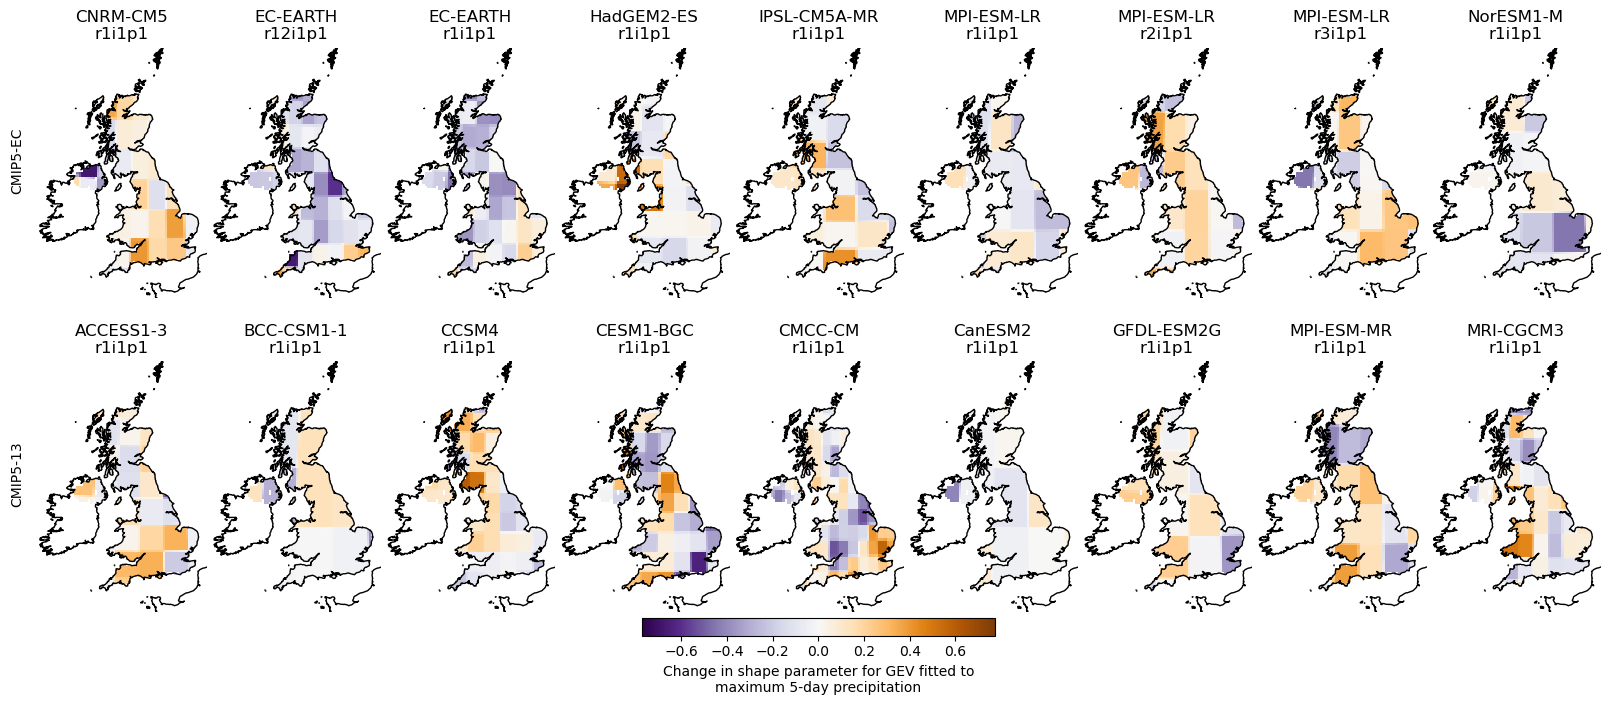 CNRM-CM5 EC-EARTH EC-EARTH HadGEM2-ES IPSL-CM5A-MR MPI-ESM-LR MPI-ESM-LR MPI-ESM-LR NorESM1-M
r1i1p1 r12i1p1 r1i1p1 r1i1p1 r1i1p1 r1i1p1 r2i1p1 r3i1p1 r1i1p1
CMIP5-EC
ACCESS1-3 BCC-CSM1-1 CCSM4 CESM1-BGC CMCC-CM CanESM2 GFDL-ESM2G MPI-ESM-MR MRI-CGCM3
r1i1p1 r1i1p1 r1i1p1 r1i1p1 r1i1p1 r1i1p1 r1i1p1 r1i1p1 r1i1p1
CMIP5-13
−0.6 −0.4 −0.2 0.0 0.2 0.4 0.6
Change in shape parameter for GEV fitted to
maximum 5-day precipitation